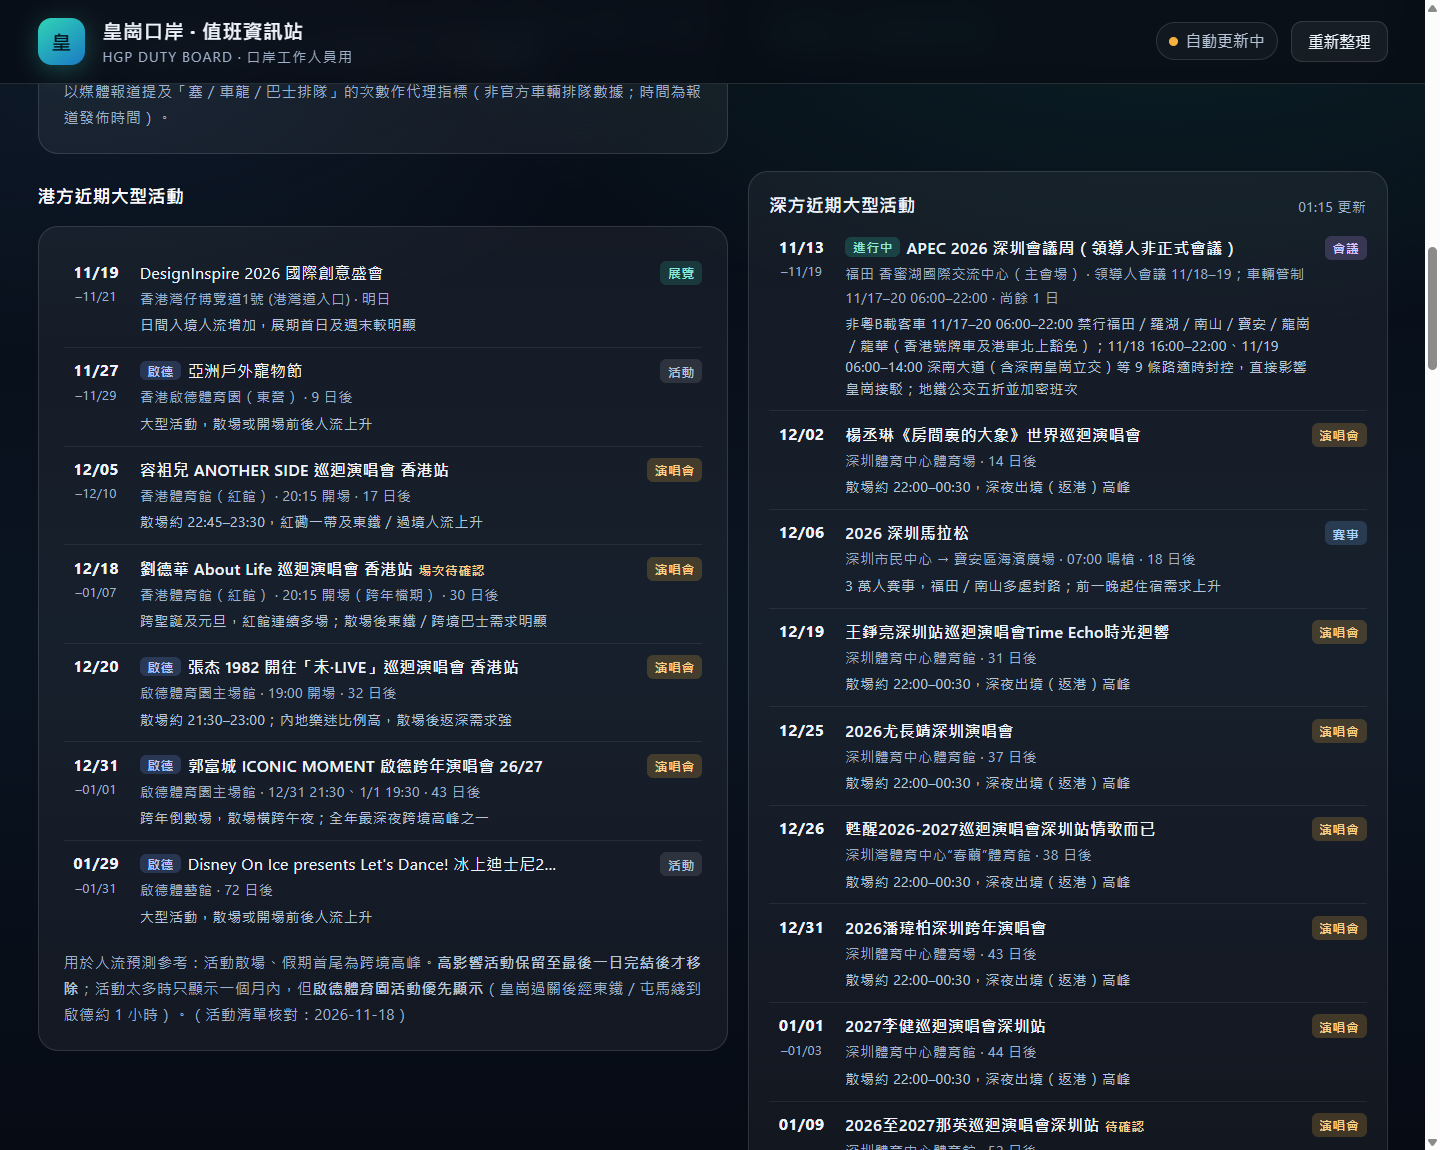 皇
皇崗口岸 · 值班資訊站
HGP DUTY BOARD · 口岸工作人員用
自動更新中
重新整理
以媒體報道提及「塞 / 車龍 / 巴士排隊」的次數作代理指標（非官方車輛排隊數據；時間為報
道發佈時間）。
港方近期大型活動
11/19
–11/21
DesignInspire 2026 國際創意盛會
展覽
香港灣仔博覽道1號 (港灣道入口) · 明日
日間入境人流增加，展期首日及週末較明顯
11/27
–11/29
啟德 亞洲戶外寵物節
活動
香港啟德體育園（東營） · 9 日後
大型活動，散場或開場前後人流上升
12/05
–12/10
容祖兒 ANOTHER SIDE 巡迴演唱會 香港站
演唱會
香港體育館（紅館） · 20:15 開場 · 17 日後
散場約 22:45–23:30，紅磡一帶及東鐵 / 過境人流上升
12/18
–01/07
劉德華 About Life 巡迴演唱會 香港站 場次待確認
演唱會
香港體育館（紅館） · 20:15 開場（跨年檔期） · 30 日後
跨聖誕及元旦，紅館連續多場；散場後東鐵 / 跨境巴士需求明顯
12/20
啟德 張杰 1982 開往「未·LIVE」巡迴演唱會 香港站
演唱會
啟德體育園主場館 · 19:00 開場 · 32 日後
散場約 21:30–23:00；內地樂迷比例高，散場後返深需求強
12/31
–01/01
啟德 郭富城 ICONIC MOMENT 啟德跨年演唱會 26/27
演唱會
啟德體育園主場館 · 12/31 21:30、1/1 19:30 · 43 日後
跨年倒數場，散場橫跨午夜；全年最深夜跨境高峰之一
01/29
–01/31
啟德 Disney On Ice presents Let's Dance! 冰上迪士尼2...
活動
啟德體藝館 · 72 日後
大型活動，散場或開場前後人流上升
用於人流預測參考：活動散場、假期首尾為跨境高峰。高影響活動保留至最後一日完結後才移
除；活動太多時只顯示一個月內，但啟德體育園活動優先顯示（皇崗過關後經東鐵 / 屯馬綫到
啟德約 1 小時）。（活動清單核對：2026-11-18）
深方近期大型活動
01:15 更新
11/13
–11/19
進行中 APEC 2026 深圳會議周（領導人非正式會議）
會議
福田 香蜜湖國際交流中心（主會場） · 領導人會議 11/18–19；車輛管制
11/17–20 06:00–22:00 · 尚餘 1 日
非粵B載客車 11/17–20 06:00–22:00 禁行福田 / 羅湖 / 南山 / 寶安 / 龍崗
/ 龍華（香港號牌車及港車北上豁免）；11/18 16:00–22:00、11/19
06:00–14:00 深南大道（含深南皇崗立交）等 9 條路適時封控，直接影響
皇崗接駁；地鐵公交五折並加密班次
12/02
楊丞琳《房間裏的大象》世界巡迴演唱會
演唱會
深圳體育中心體育場 · 14 日後
散場約 22:00–00:30，深夜出境（返港）高峰
12/06
2026 深圳馬拉松
賽事
深圳市民中心 → 寶安區海濱廣場 · 07:00 鳴槍 · 18 日後
3 萬人賽事，福田 / 南山多處封路；前一晚起住宿需求上升
12/19
王錚亮深圳站巡迴演唱會Time Echo時光迴響
演唱會
深圳體育中心體育館 · 31 日後
散場約 22:00–00:30，深夜出境（返港）高峰
12/25
2026尤長靖深圳演唱會
演唱會
深圳體育中心體育館 · 37 日後
散場約 22:00–00:30，深夜出境（返港）高峰
12/26
甦醒2026-2027巡迴演唱會深圳站情歌而已
演唱會
深圳灣體育中心“春繭”體育館 · 38 日後
散場約 22:00–00:30，深夜出境（返港）高峰
12/31
2026潘瑋柏深圳跨年演唱會
演唱會
深圳體育中心體育場 · 43 日後
散場約 22:00–00:30，深夜出境（返港）高峰
01/01
–01/03
2027李健巡迴演唱會深圳站
演唱會
深圳體育中心體育館 · 44 日後
散場約 22:00–00:30，深夜出境（返港）高峰
01/09
2026至2027那英巡迴演唱會深圳站 待確認
演唱會